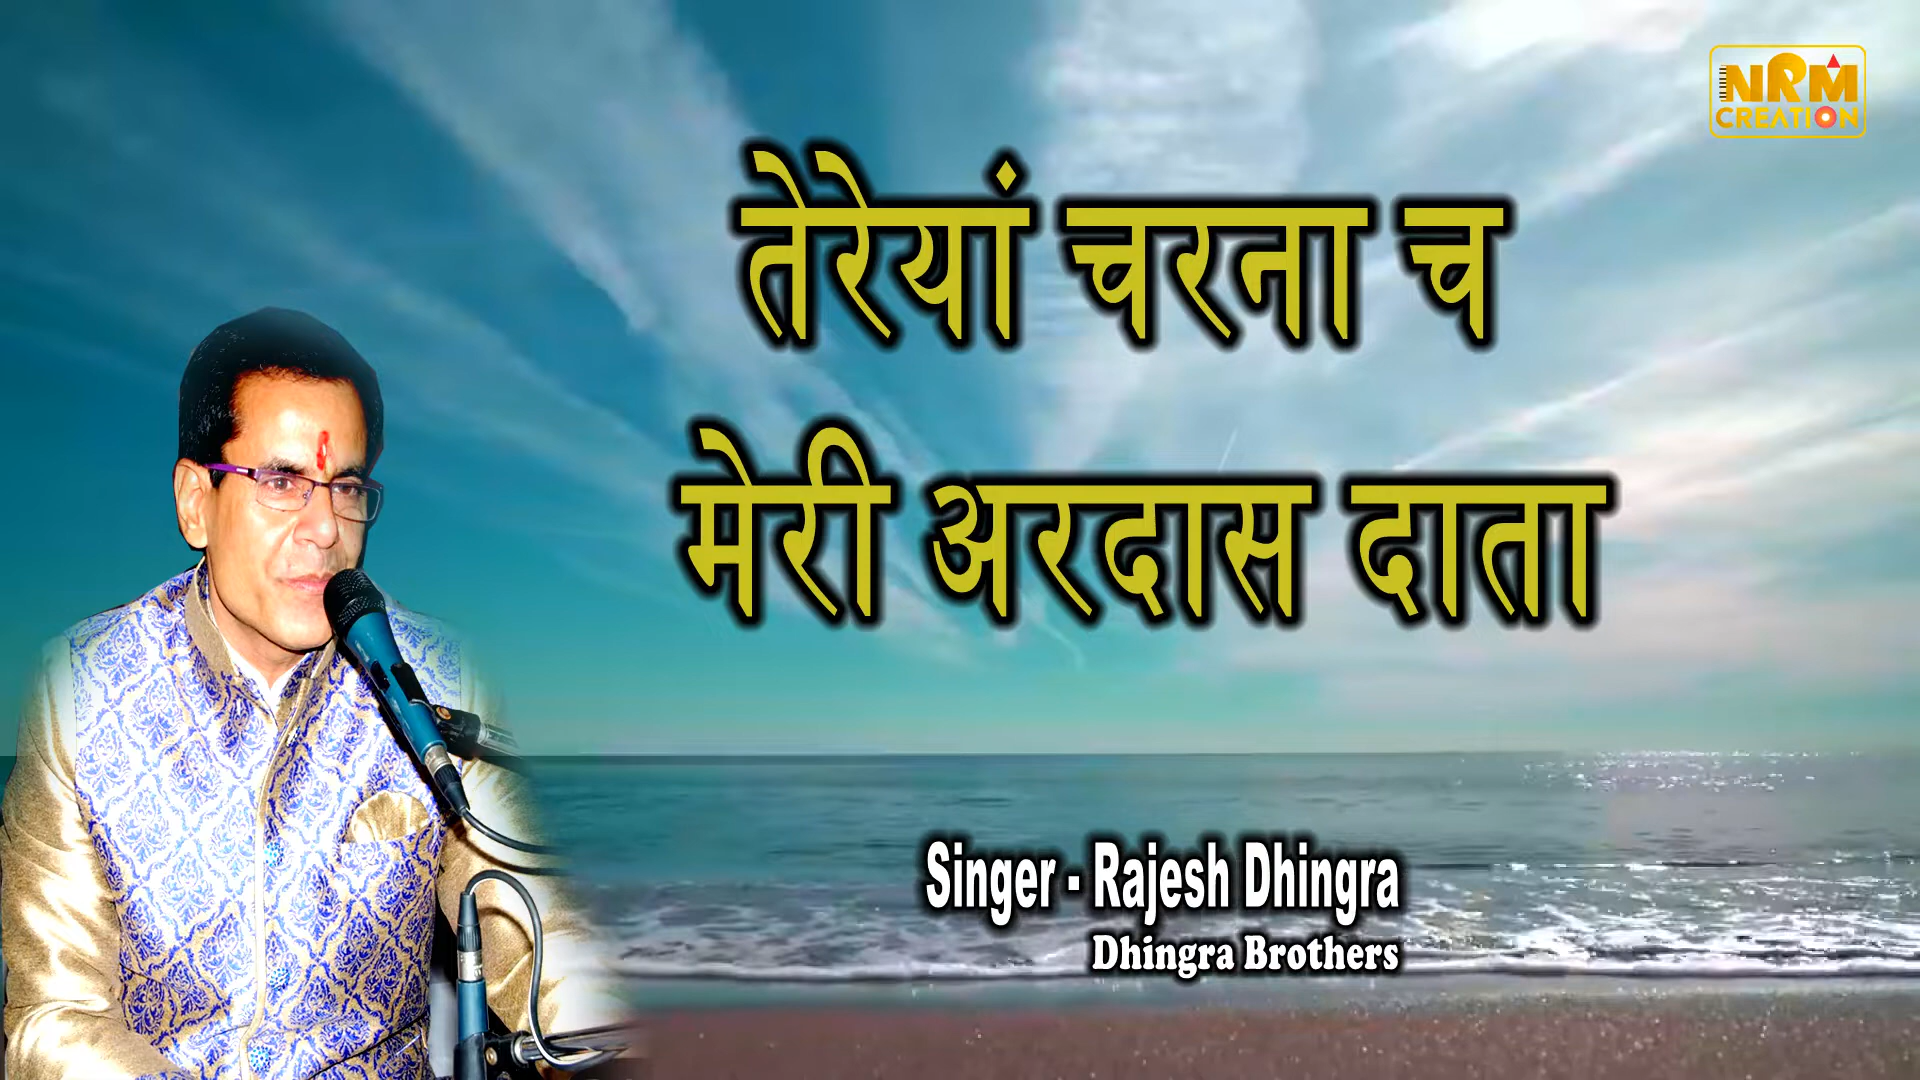 NRM
CREATION
तेरेयां चरना च
मेरी अरदास दाता
Singer - Rajesh Dhingra
Dhingra Brothers